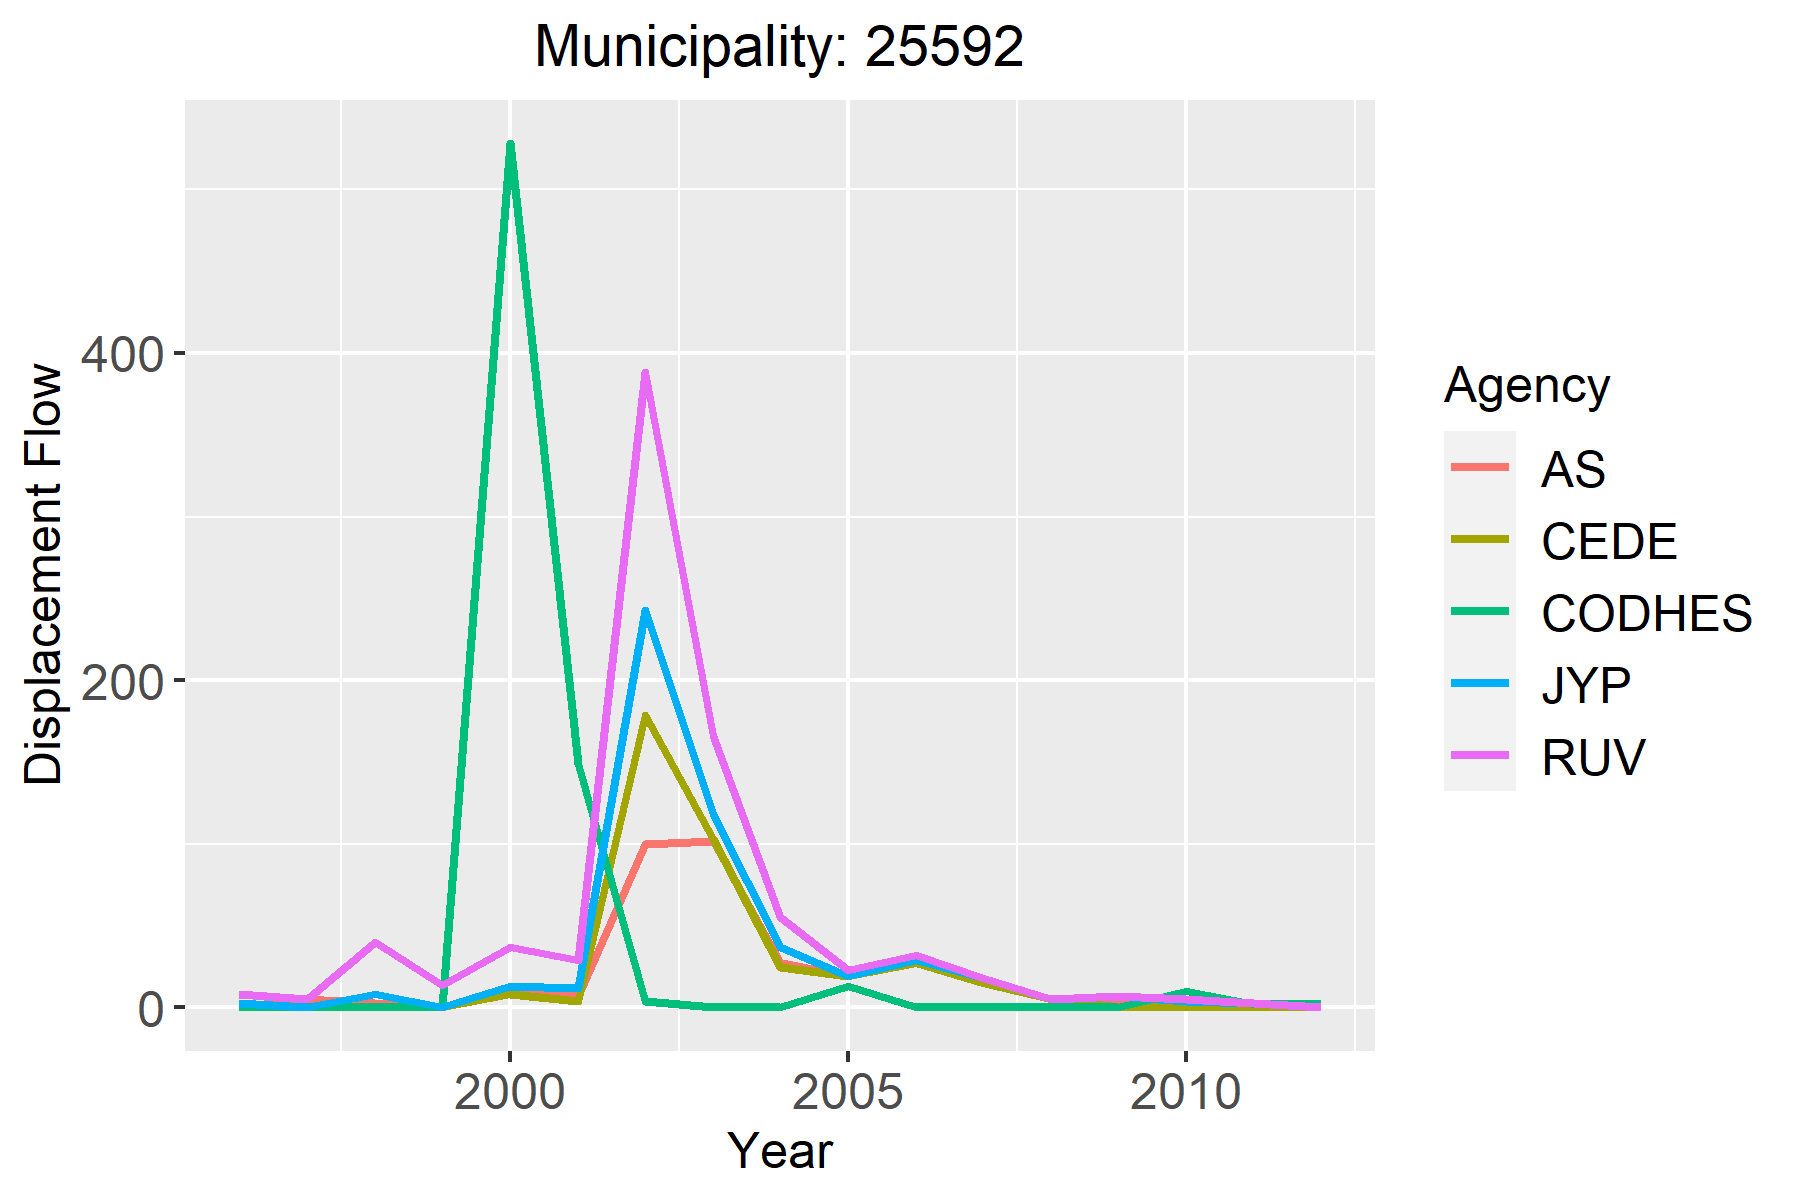 Municipality: 25592
Displacement Flow
400
200
0
2000 2005 2010
Year
Agency
AS
CEDE
CODHES
JYP
RUV